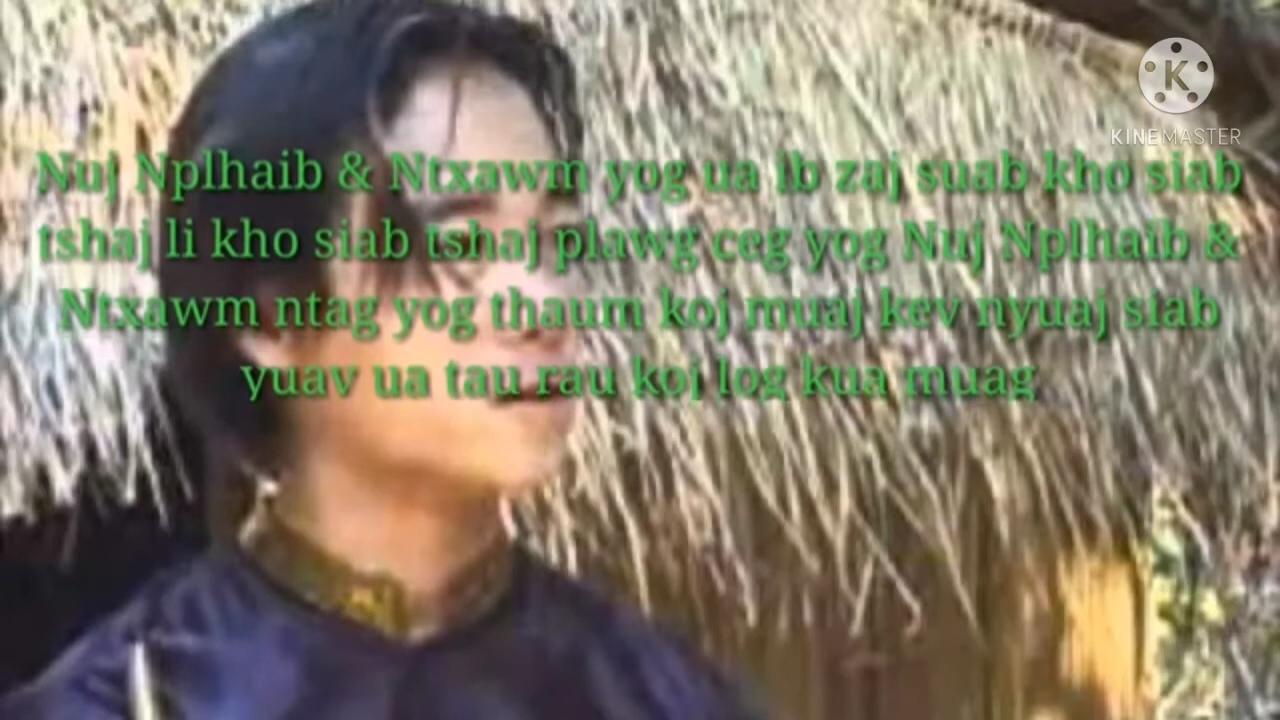 KINEMASTER
Nuj Nplhaib & Ntxawm yog ua ib zaj suab kho siab
tshaj li kho siab tshaj plawg ceg yog Nuj Nplhaib &
Ntxawm ntag yog thaum koj muaj kev nyuaj siab
yuav ua tau rau koj log kua muag